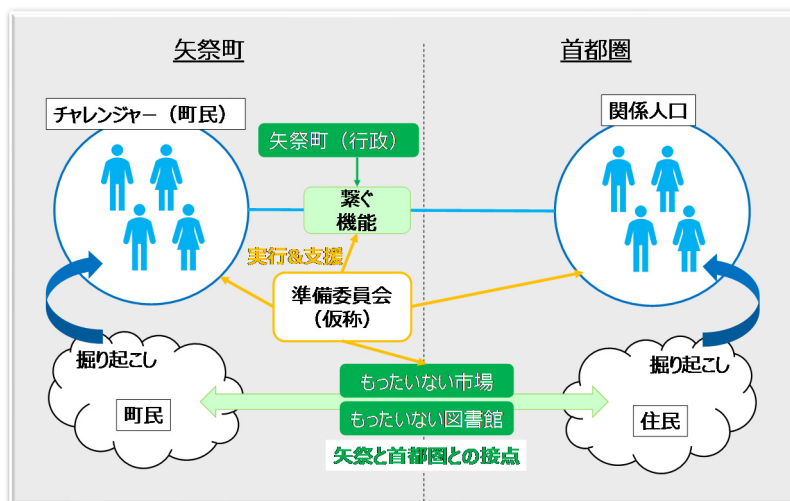 矢祭町
首都圏
チャレンジャー（町民）
関係人口
矢祭町（行政）
繋ぐ
機能
実行&支援
準備委員会
（仮称）
掘り起こし
掘り起こし
もったいない市場
町民
もったいない図書館
住民
矢祭と首都圏との接点